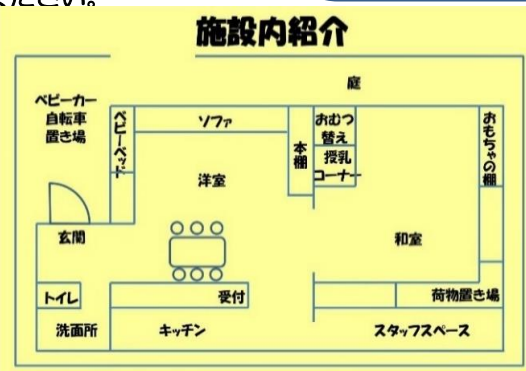 ださい。
施設内紹介
庭
ベビーカー
自転車
置き場
ベビーベッド
ソファ
本棚
おむつ
替え
授乳
コーナー
おもちゃの棚
洋室
玄関
和室
トイレ
受付
荷物置き場
洗面所
キッチン
スタッフスペース